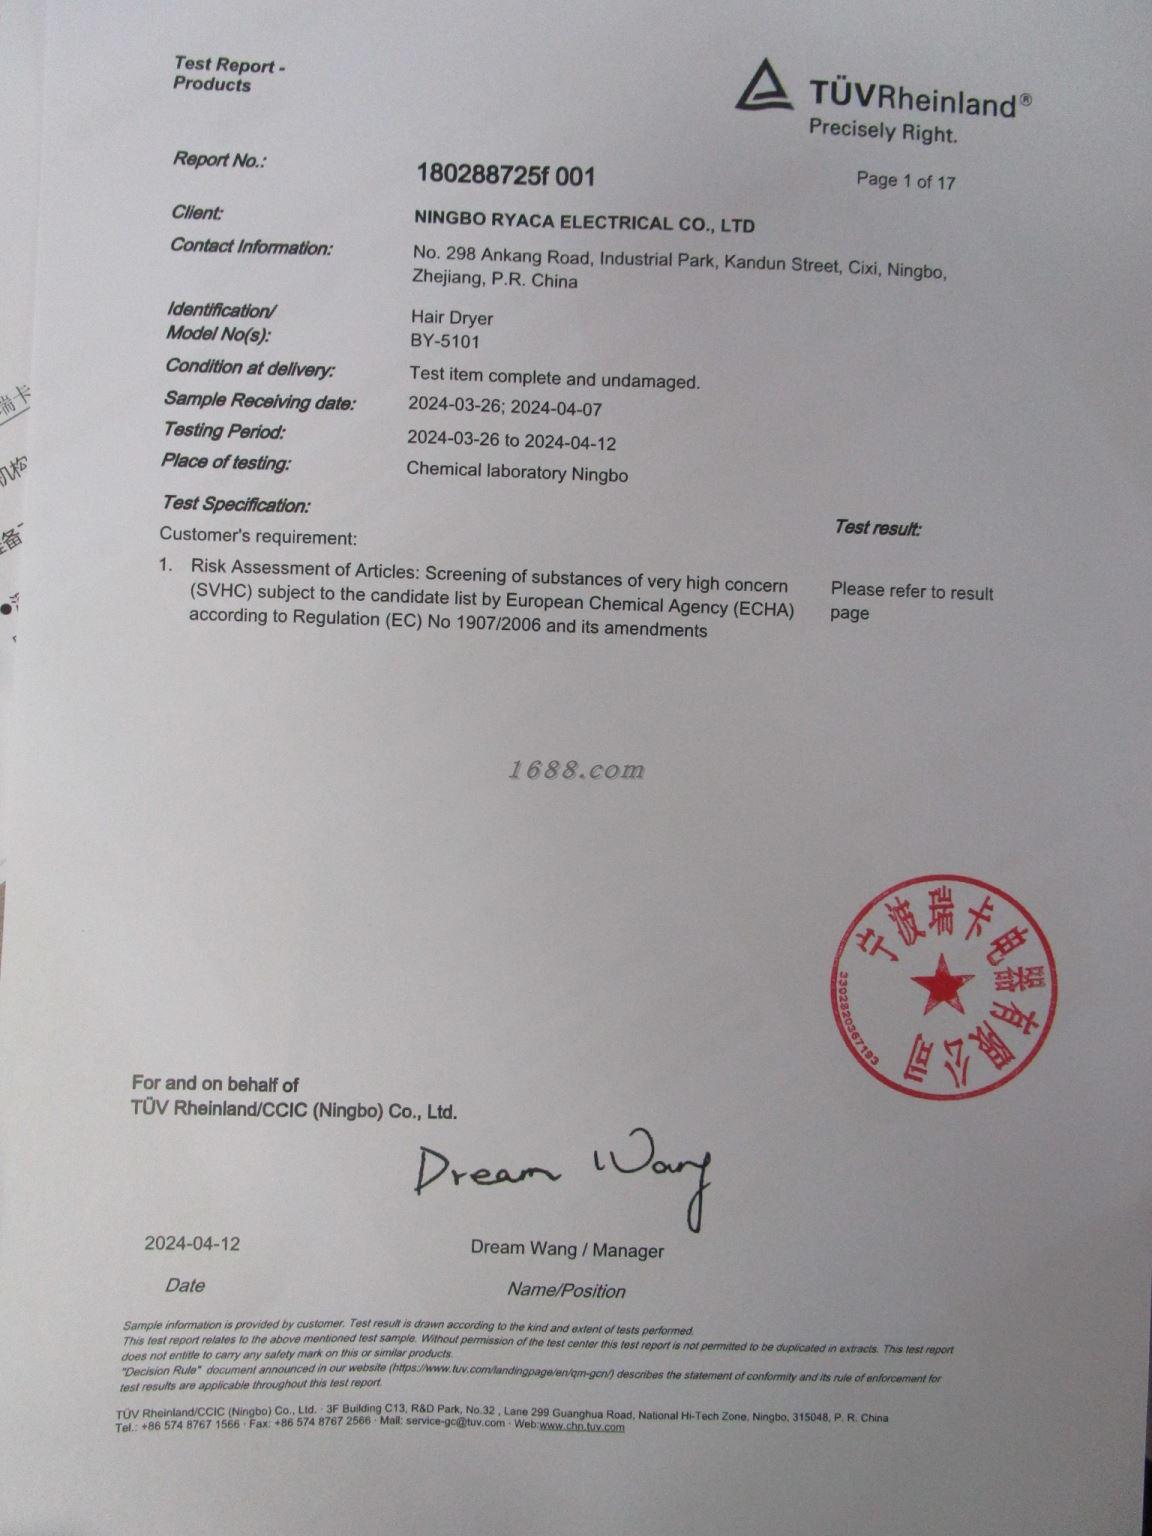 Test Report -
Products
TÜVRheinland®
Precisely Right.
Report No.: 180288725f 001 Page 1 of 17
Client: NINGBO RYACA ELECTRICAL CO., LTD
Contact Information: No. 298 Ankang Road, Industrial Park, Kandun Street, Cixi, Ningbo,
Zhejiang, P.R. China
Identification/ Hair Dryer
Model No(s): BY-5101
Condition at delivery: Test item complete and undamaged.
Sample Receiving date: 2024-03-26; 2024-04-07
Testing Period: 2024-03-26 to 2024-04-12
Place of testing: Chemical laboratory Ningbo
Test Specification:
Customer's requirement: Test result:
1. Risk Assessment of Articles: Screening of substances of very high concern
(SVHC) subject to the candidate list by European Chemical Agency (ECHA)
according to Regulation (EC) No 1907/2006 and its amendments
Please refer to result
page
1688.com
宁波瑞卡电器有限公司
3302820367193
For and on behalf of
TÜV Rheinland/CCIC (Ningbo) Co., Ltd.
Dream Wang
2024-04-12 Dream Wang / Manager
Date Name/Position
Sample information is provided by customer. Test result is drawn according to the kind and extent of tests performed.
This test report relates to the above mentioned test sample. Without permission of the test center this test report is not permitted to be duplicated in extracts. This test report
does not entitle to carry any safety mark on this or similar products.
"Decision Rule" document announced in our website (https://www.tuv.com/landingpage/en/qm-gcn/) describes the statement of conformity and its rule of enforcement for
test results are applicable throughout this test report.
TÜV Rheinland/CCIC (Ningbo) Co., Ltd. · 3F Building C13, R&D Park, No.32 , Lane 299 Guanghua Road, National Hi-Tech Zone, Ningbo, 315048, P. R. China
Tel.: +86 574 8767 1566 · Fax: +86 574 8767 2566 · Mail: service-gc@tuv.com · Web:www.chn.tuv.com
瑞卡
机构
备